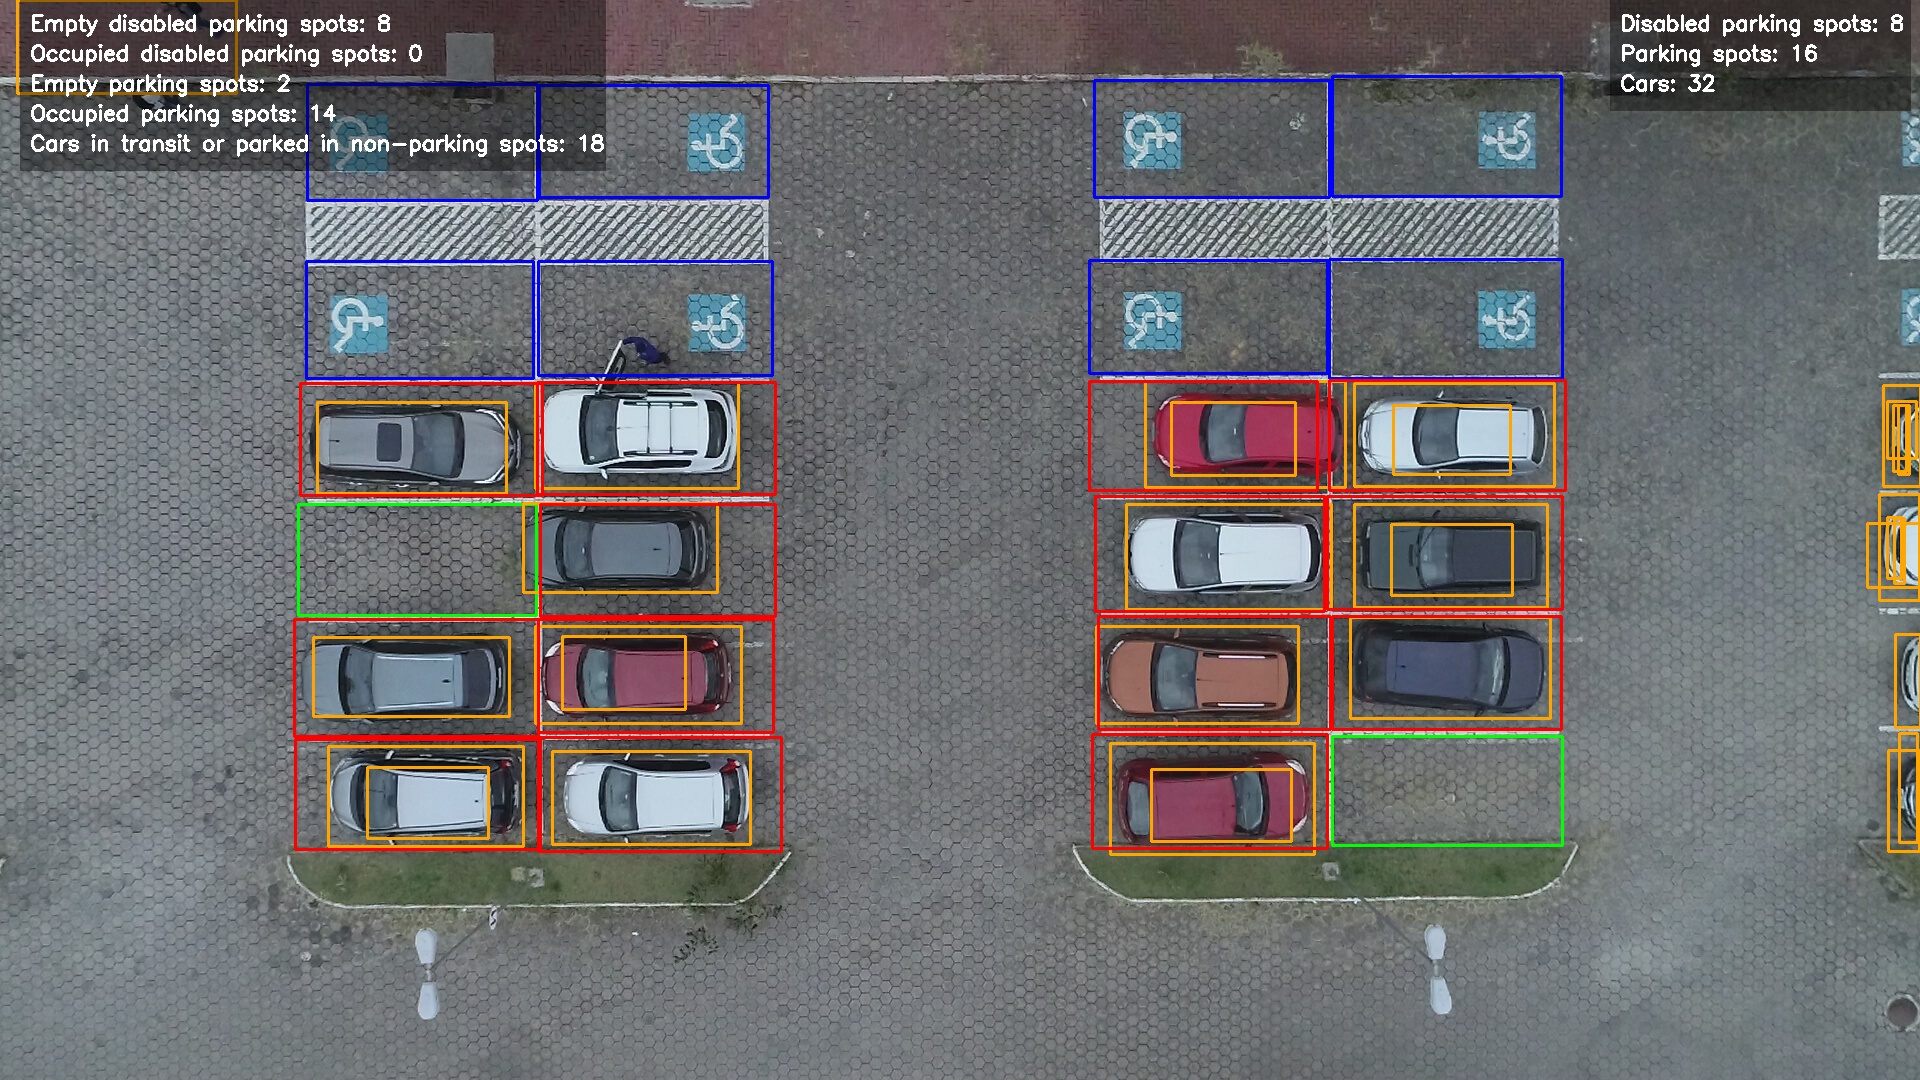 Empty disabled parking spots: 8
Occupied disabled parking spots: 0
Empty parking spots: 2
Occupied parking spots: 14
Cars in transit or parked in non-parking spots: 18
Disabled parking spots: 8
Parking spots: 16
Cars: 32